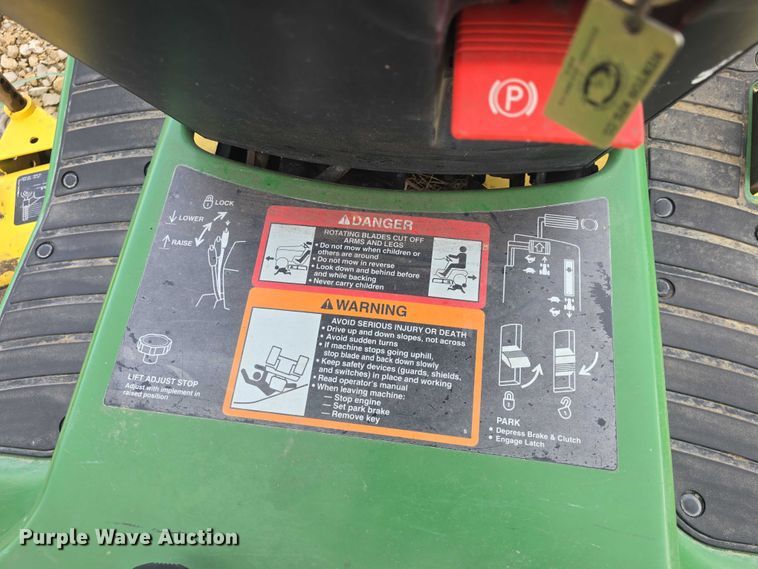 P
LOCK
LOWER
RAISE
LIFT ADJUST STOP
Adjust with implement in
raised position
DANGER
ROTATING BLADES CUT OFF
ARMS AND LEGS
• Do not mow when children or
others are around
• Do not mow in reverse
• Look down and behind before
and while backing
• Never carry children
WARNING
AVOID SERIOUS INJURY OR DEATH
• Drive up and down slopes, not across
• Avoid sudden turns
• If machine stops going uphill,
stop blade and back down slowly
• Keep safety devices (guards, shields,
and switches) in place and working
• Read operator's manual
• When leaving machine:
— Stop engine
— Set park brake
— Remove key
PARK
• Depress Brake & Clutch
• Engage Latch
Purple Wave Auction